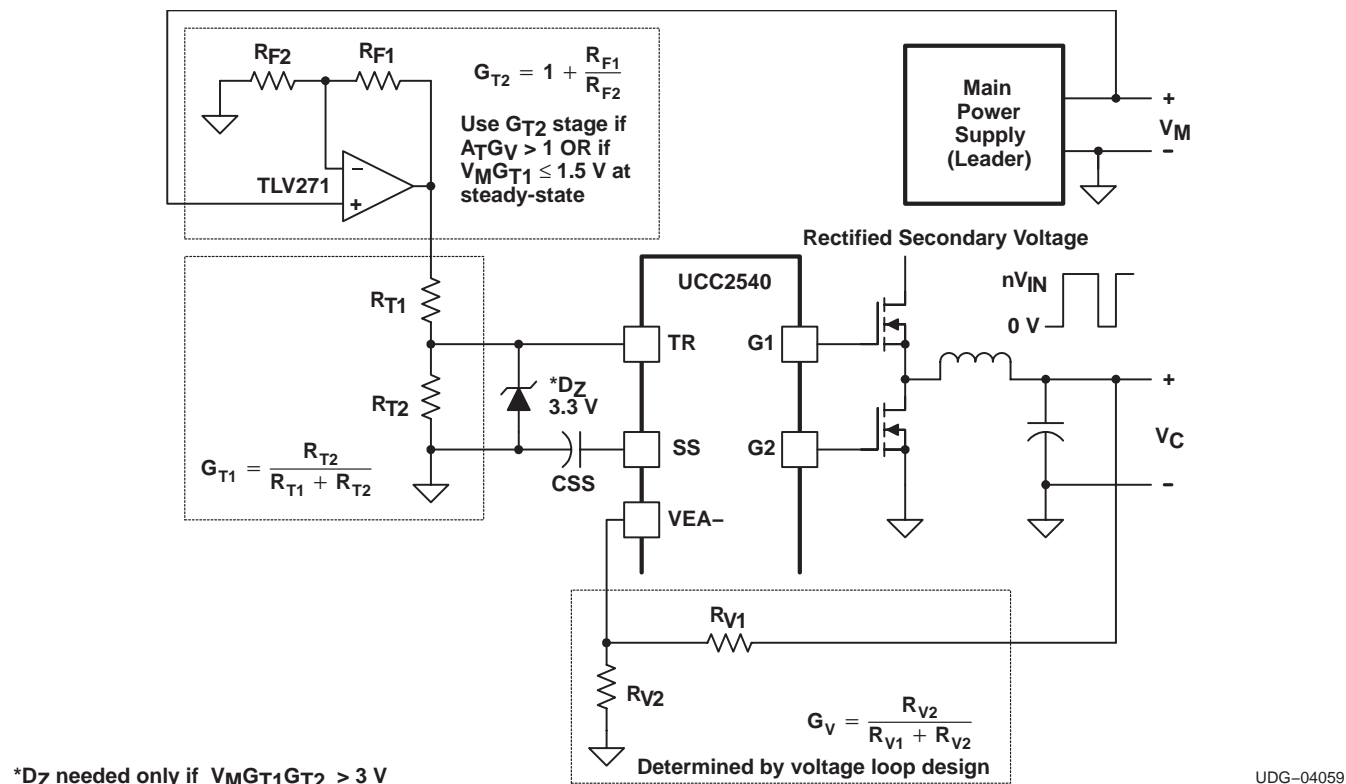 RF2
RF1
GT2 = 1 + RF1 / RF2
Use GT2 stage if
ATGV > 1 OR if
VMGT1 ≤ 1.5 V at
steady-state
TLV271
−
+
Main
Power
Supply
(Leader)
+
VM
−
Rectified Secondary Voltage
nVIN
0 V
RT1
RT2
GT1 = RT2 / (RT1 + RT2)
*DZ
3.3 V
CSS
UCC2540
TR
G1
SS
G2
VEA−
+
VC
−
RV1
RV2
GV = RV2 / (RV1 + RV2)
Determined by voltage loop design
*DZ needed only if VMGT1GT2 > 3 V
UDG−04059